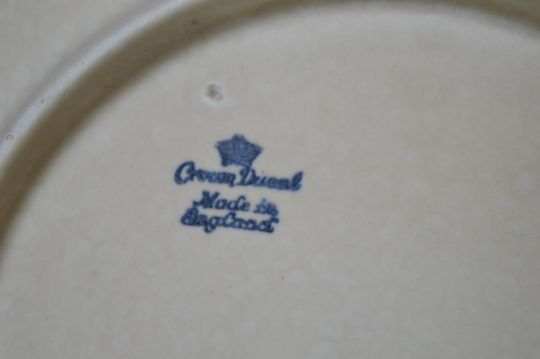 Crown Ducal
Made in
England